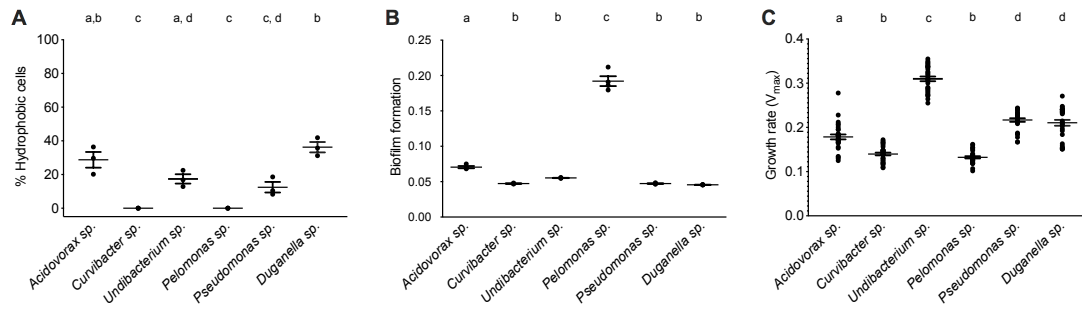 A
a,b c a, d c c, d b
% Hydrophobic cells
100
80
60
40
20
0
Acidovorax sp.
Curvibacter sp.
Undibacterium sp.
Pelomonas sp.
Pseudomonas sp.
Duganella sp.
B
a b b c b b
Biofilm formation
0.25
0.20
0.15
0.10
0.05
0.00
Acidovorax sp.
Curvibacter sp.
Undibacterium sp.
Pelomonas sp.
Pseudomonas sp.
Duganella sp.
C
a b c b d d
Growth rate (Vmax)
0.4
0.3
0.2
0.1
0.0
Acidovorax sp.
Curvibacter sp.
Undibacterium sp.
Pelomonas sp.
Pseudomonas sp.
Duganella sp.